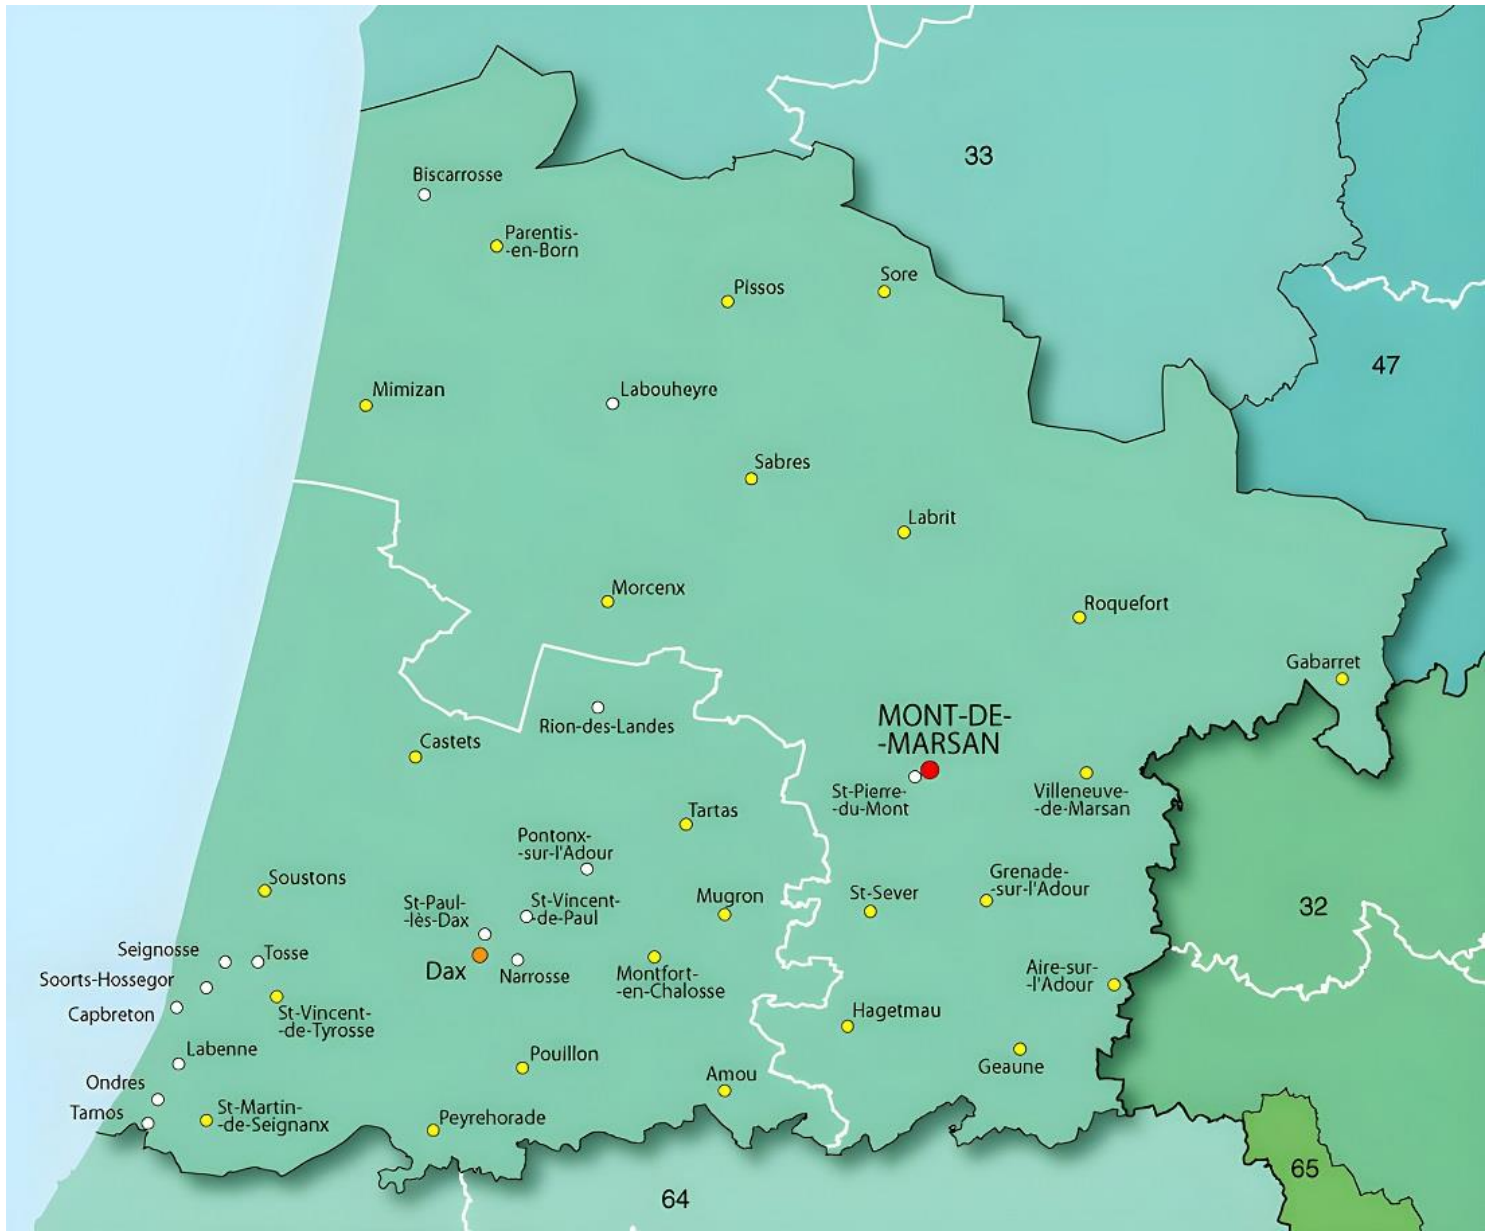 33
Biscarrosse
Parentis-
-en-Born
Sore
Pissos
47
Mimizan
Labouheyre
Sabres
Labrit
Morcenx
Roquefort
Gabarret
MONT-DE-
-MARSAN
Rion-des-Landes
Castets
St-Pierre-
-du-Mont
Villeneuve-
-de-Marsan
Tartas
Pontonx-
-sur-l'Adour
Soustons
St-Paul-
-lès-Dax
St-Vincent-
-de-Paul
Mugron
St-Sever
Grenade-
-sur-l'Adour
32
Seignosse
Tosse
Soorts-Hossegor
Capbreton
St-Vincent-
-de-Tyrosse
Dax
Narrosse
Montfort-
-en-Chalosse
Aire-sur-
-l'Adour
Hagetmau
Labenne
Pouillon
Geaune
Ondres
Tarnos
Amou
St-Martin-
-de-Seignanx
Peyrehorade
65
64